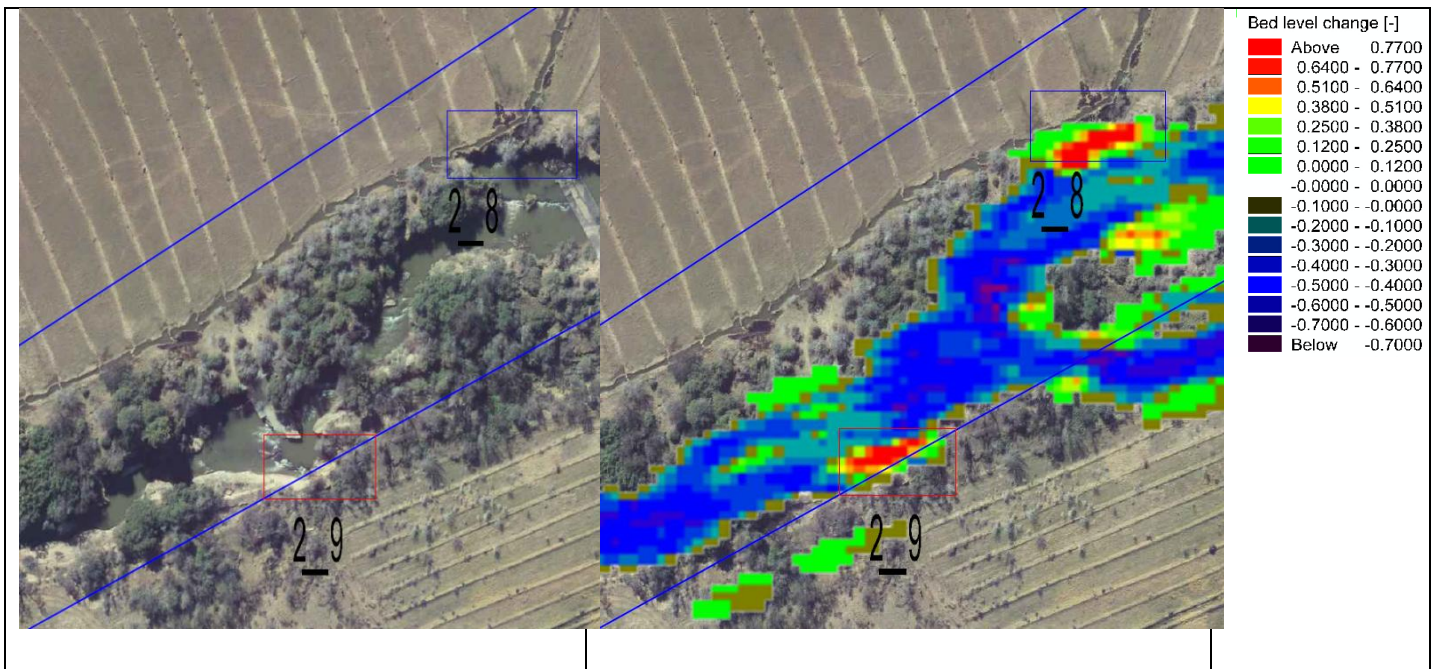 2_8
2_9
2_8
2_9
Bed level change [-]
Above 0.7700
0.6400 - 0.7700
0.5100 - 0.6400
0.3800 - 0.5100
0.2500 - 0.3800
0.1200 - 0.2500
0.0000 - 0.1200
-0.0000 - 0.0000
-0.1000 - -0.0000
-0.2000 - -0.1000
-0.3000 - -0.2000
-0.4000 - -0.3000
-0.5000 - -0.4000
-0.6000 - -0.5000
-0.7000 - -0.6000
Below -0.7000